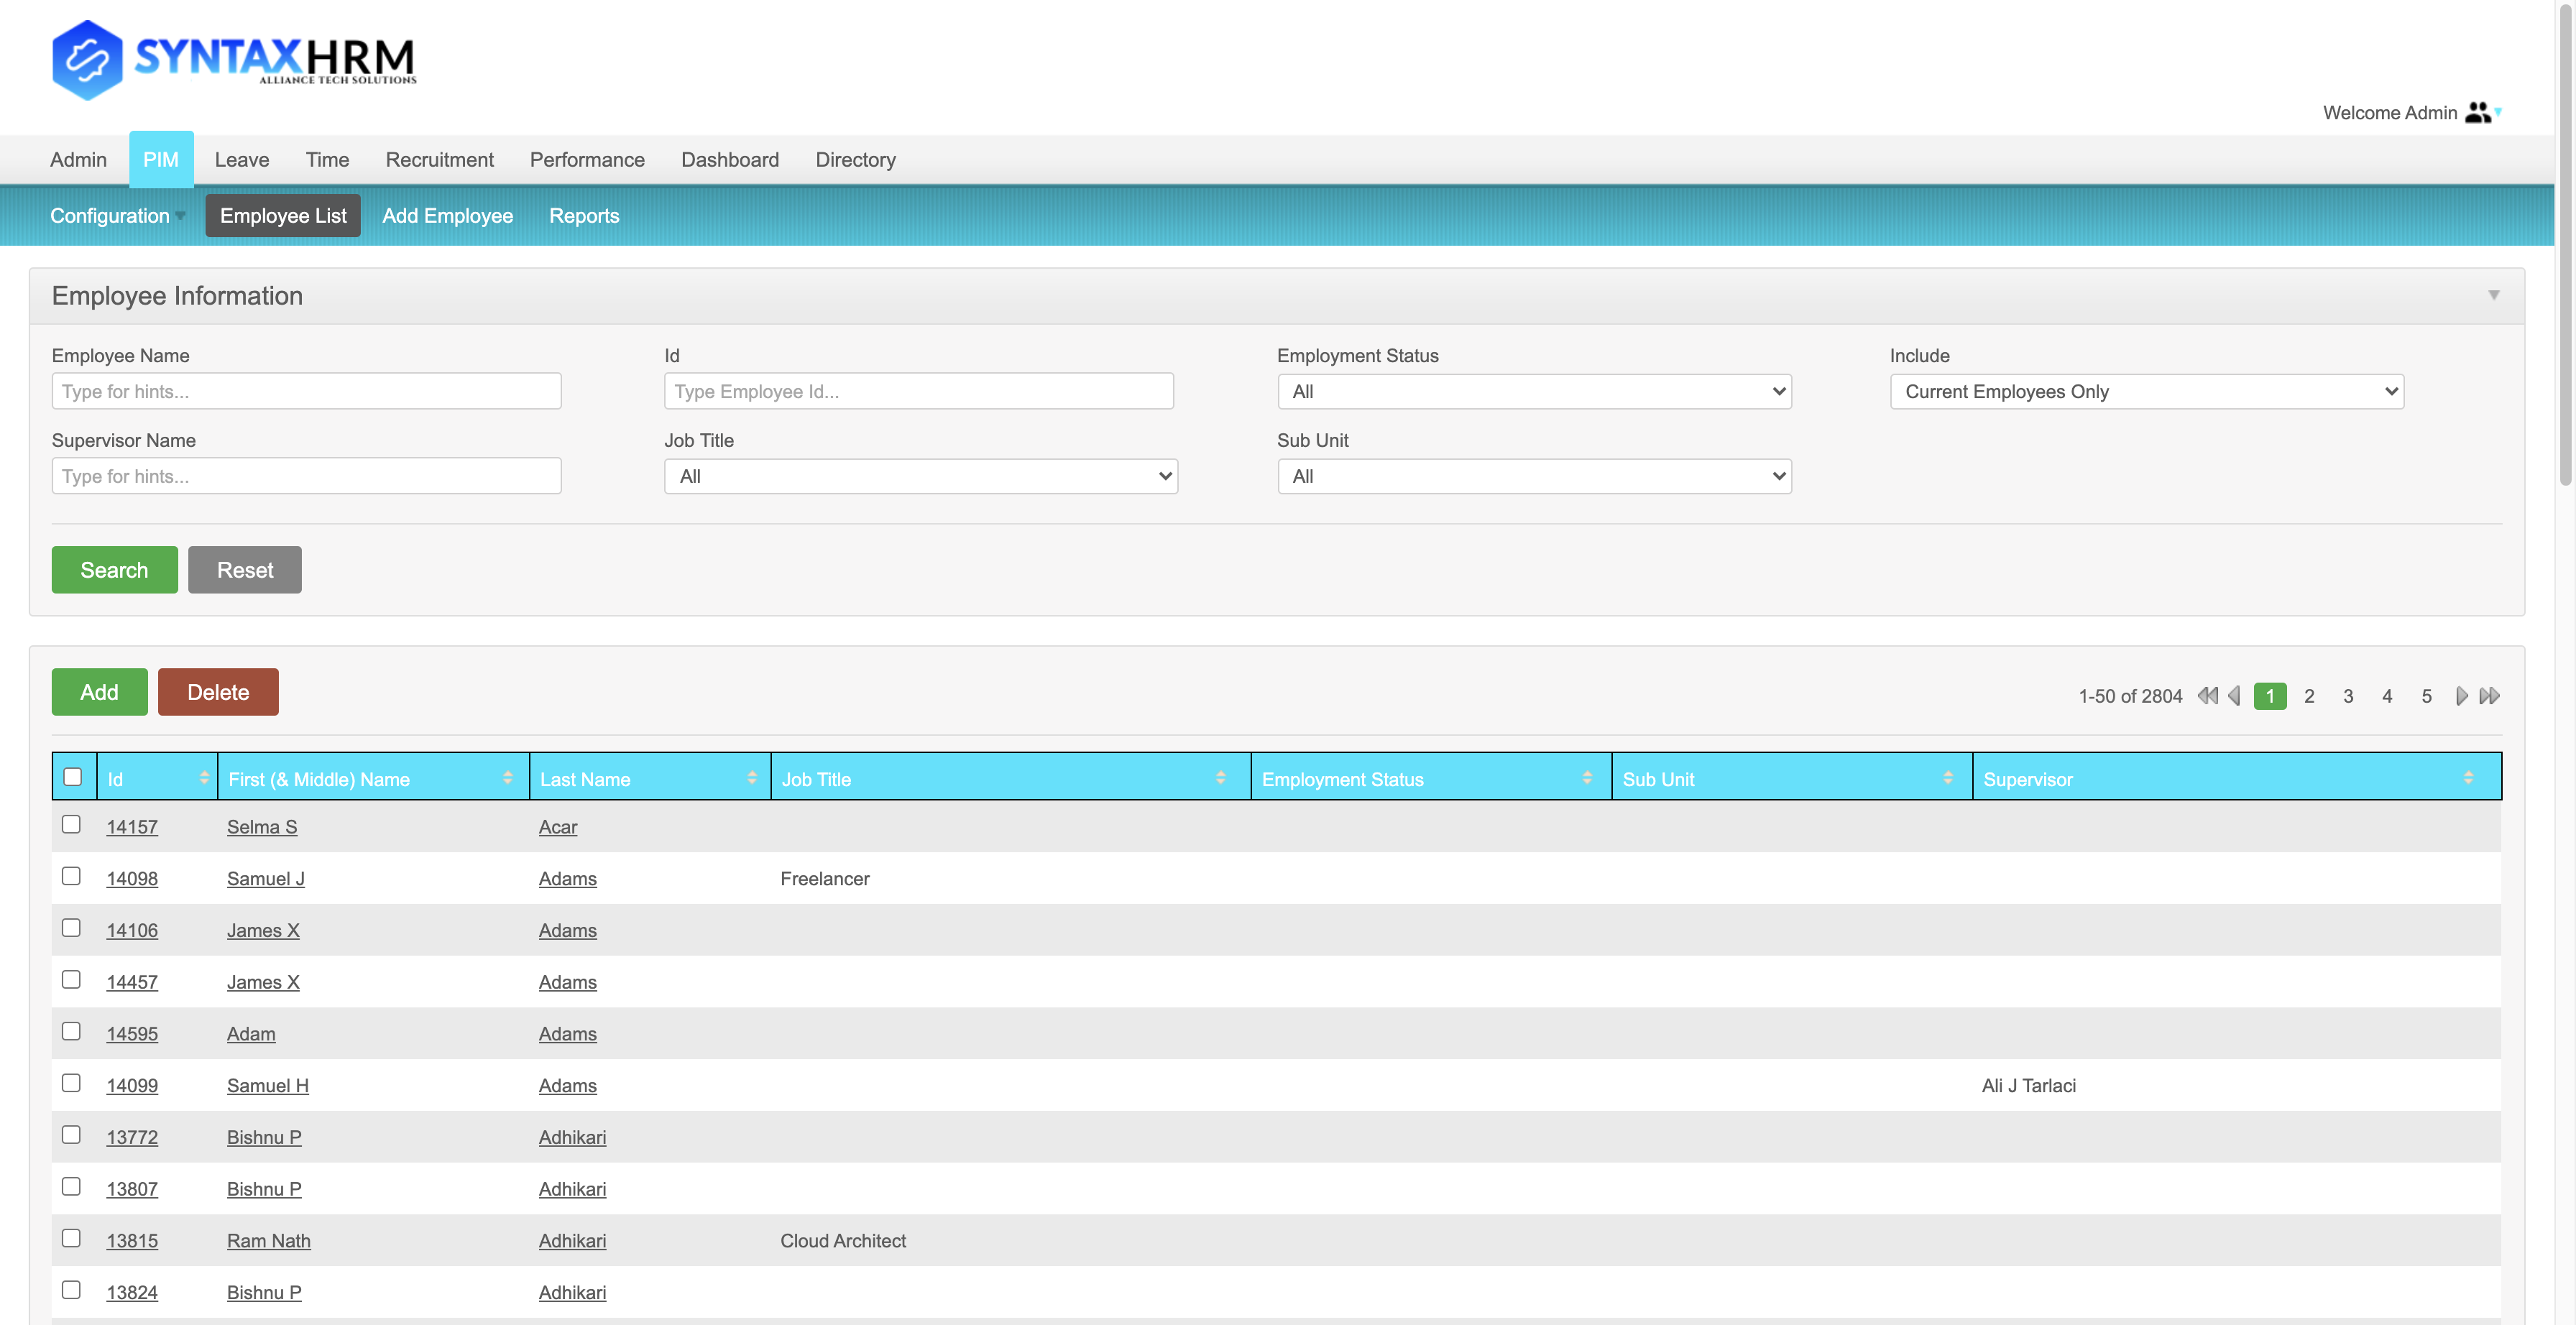 SYNTAXHRM
ALLIANCE TECH SOLUTIONS
Welcome Admin
Admin PIM Leave Time Recruitment Performance Dashboard Directory
Configuration Employee List Add Employee Reports
Employee Information
Employee Name Id Employment Status Include
Type for hints... Type Employee Id... All Current Employees Only
Supervisor Name Job Title Sub Unit
Type for hints... All All
Search Reset
Add Delete 1-50 of 2804 1 2 3 4 5
Id First (& Middle) Name Last Name Job Title Employment Status Sub Unit Supervisor
14157 Selma S Acar
14098 Samuel J Adams Freelancer
14106 James X Adams
14457 James X Adams
14595 Adam Adams
14099 Samuel H Adams Ali J Tarlaci
13772 Bishnu P Adhikari
13807 Bishnu P Adhikari
13815 Ram Nath Adhikari Cloud Architect
13824 Bishnu P Adhikari